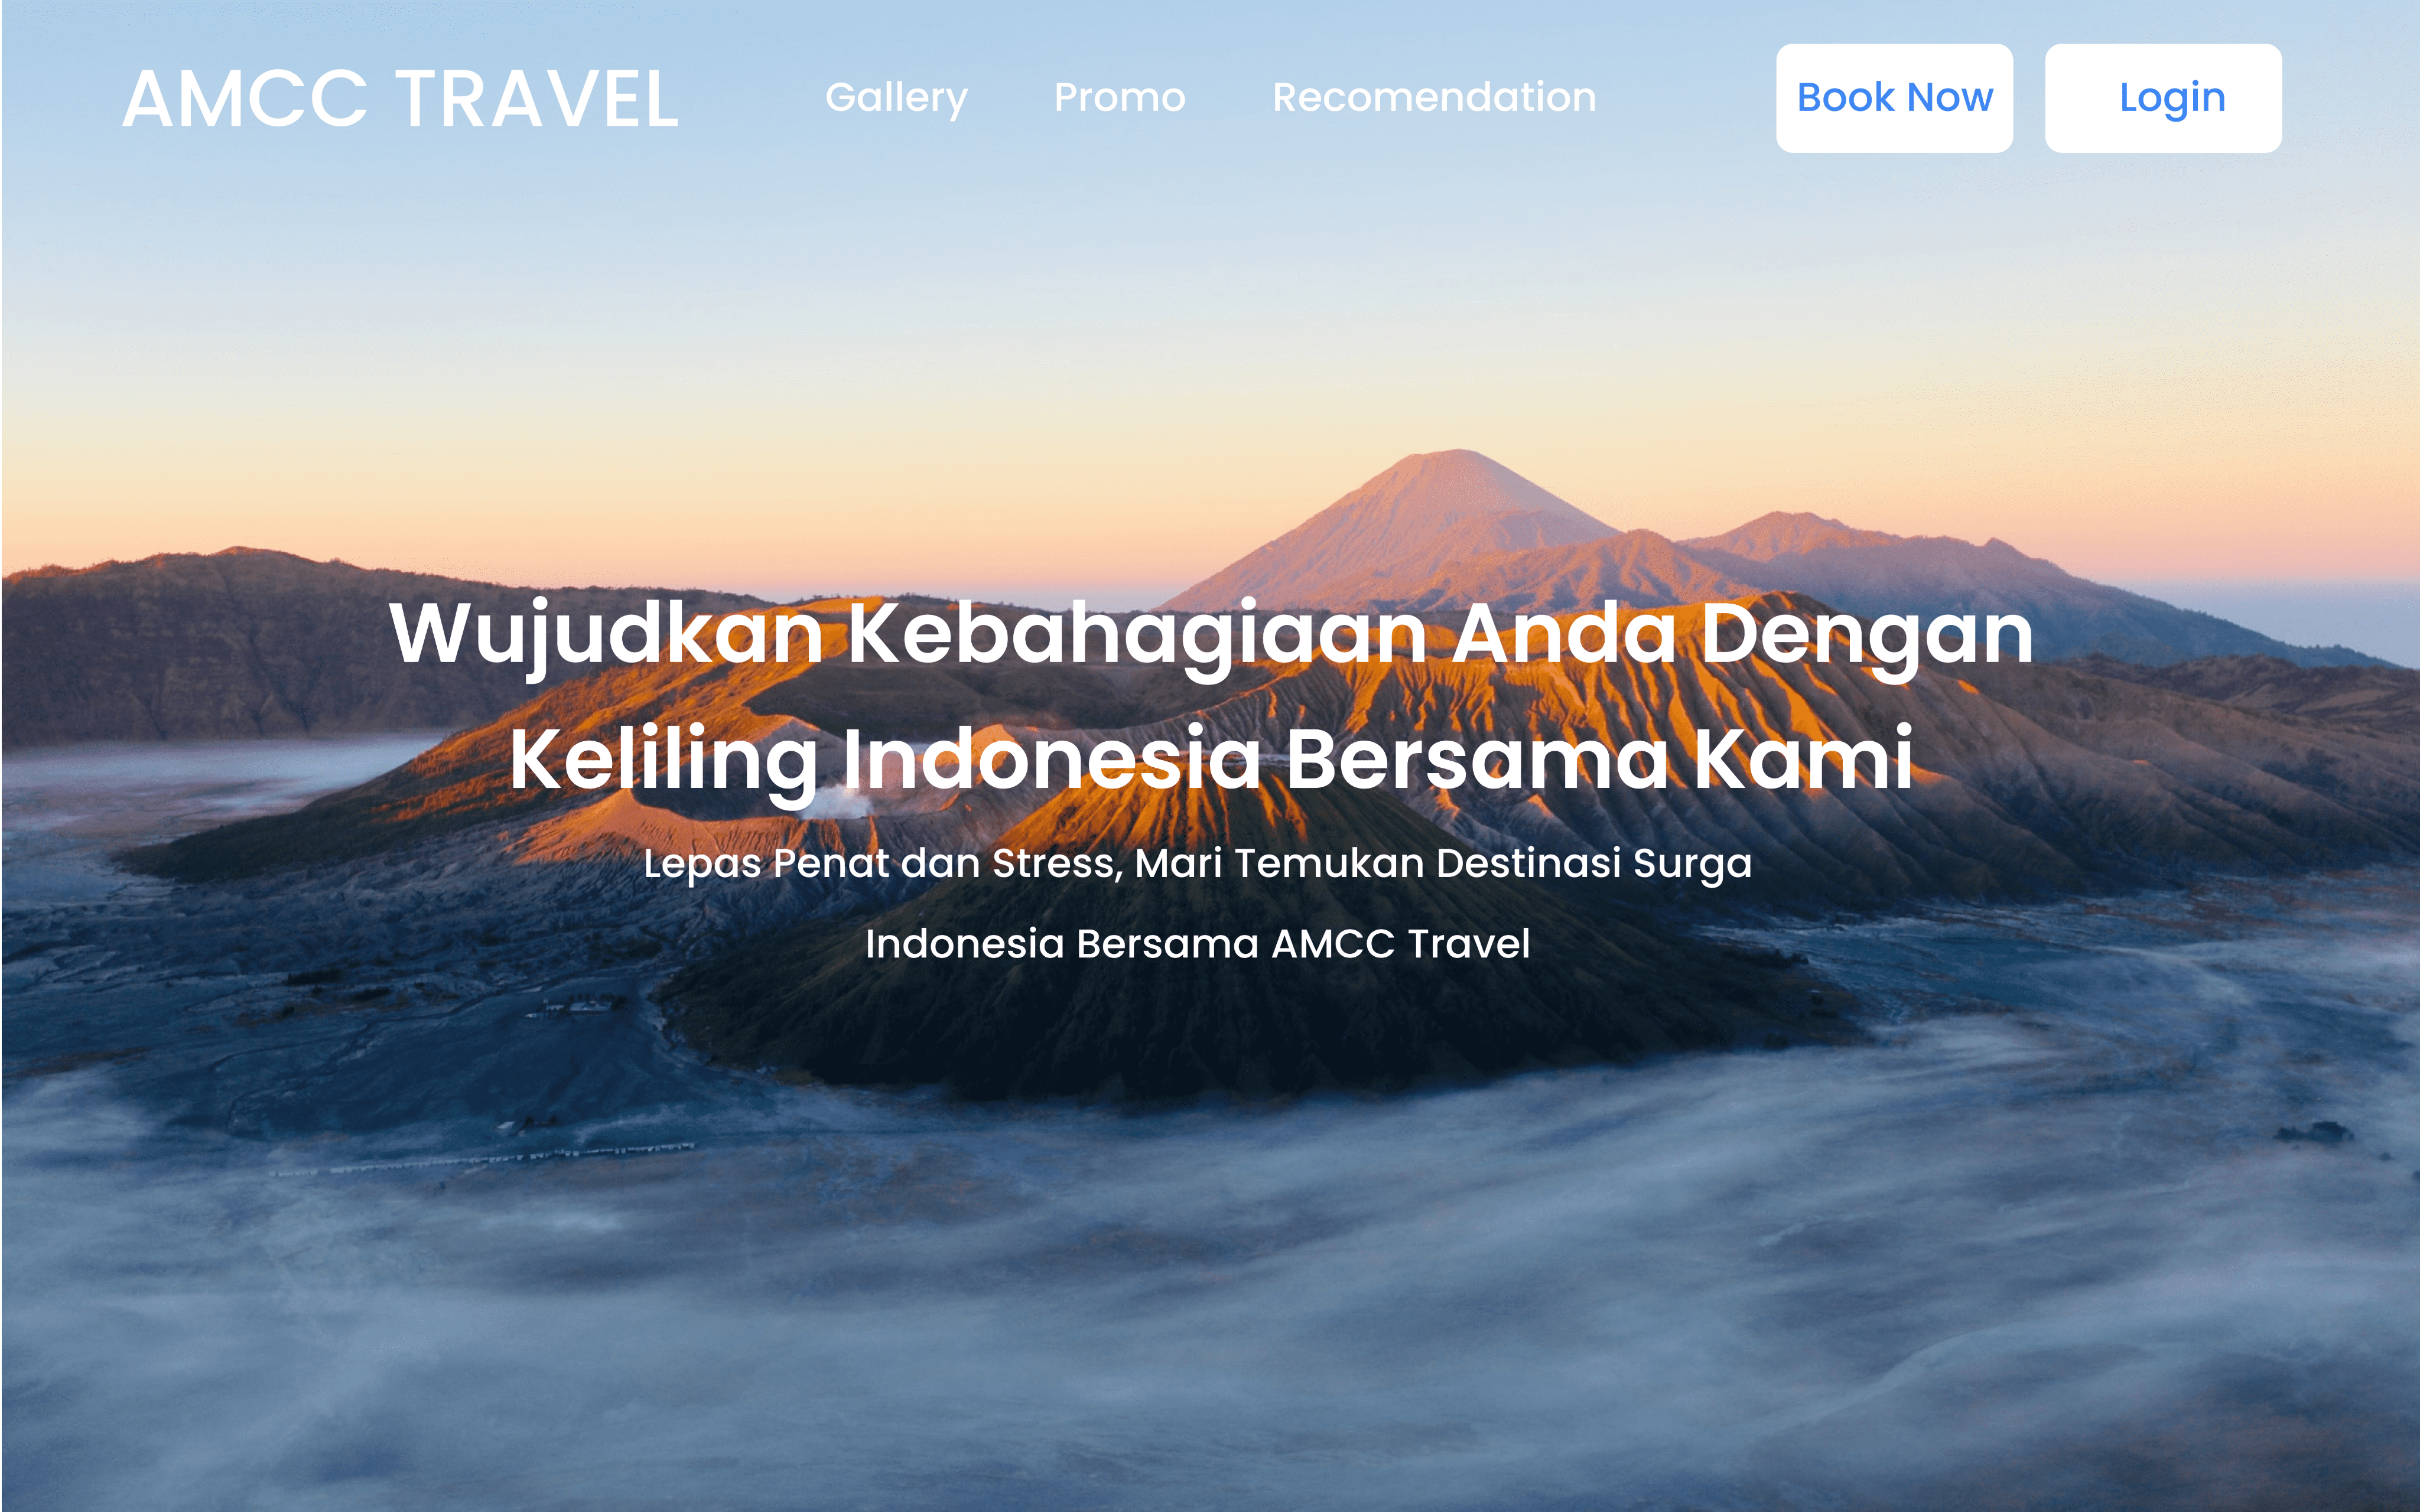 AMCC TRAVEL
Gallery
Promo
Recomendation
Book Now
Login
Wujudkan Kebahagiaan Anda Dengan
Keliling Indonesia Bersama Kami
Lepas Penat dan Stress, Mari Temukan Destinasi Surga
Indonesia Bersama AMCC Travel